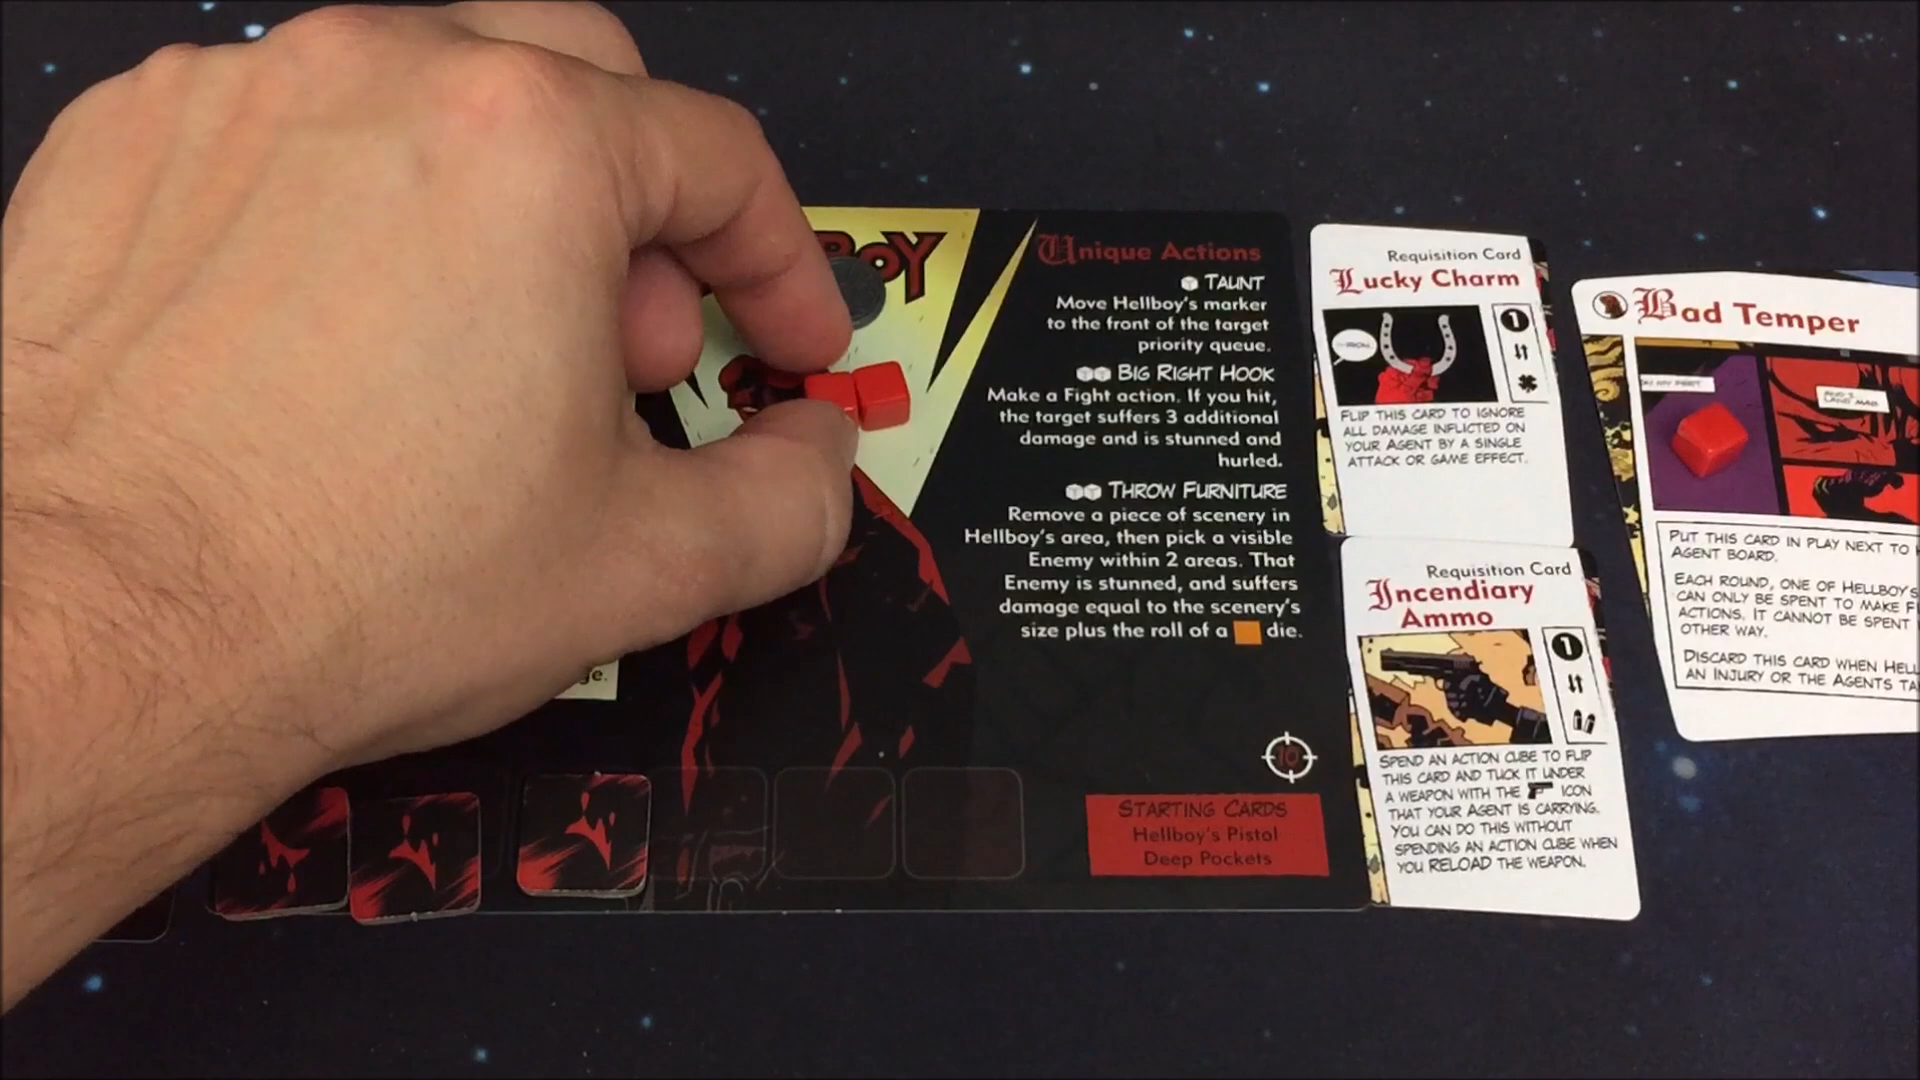 Unique Actions
TAUNT
Move Hellboy's marker
to the front of the target
priority queue.
BIG RIGHT HOOK
Make a Fight action. If you hit,
the target suffers 3 additional
damage and is stunned and
hurled.
THROW FURNITURE
Remove a piece of scenery in
Hellboy's area, then pick a visible
Enemy within 2 areas. That
Enemy is stunned, and suffers
damage equal to the scenery's
size plus the roll of a die.
10
STARTING CARDS
Hellboy's Pistol
Deep Pockets
Requisition Card
Lucky Charm
1
FLIP THIS CARD TO IGNORE
ALL DAMAGE INFLICTED ON
YOUR AGENT BY A SINGLE
ATTACK OR GAME EFFECT.
Requisition Card
Incendiary
Ammo
1
SPEND AN ACTION CUBE TO FLIP
THIS CARD AND TUCK IT UNDER
A WEAPON WITH THE ICON
THAT YOUR AGENT IS CARRYING.
YOU CAN DO THIS WITHOUT
SPENDING AN ACTION CUBE WHEN
YOU RELOAD THE WEAPON.
Bad Temper
PUT THIS CARD IN PLAY NEXT TO
AGENT BOARD.
EACH ROUND, ONE OF HELLBOY'S
CAN ONLY BE SPENT TO MAKE
ACTIONS. IT CANNOT BE SPENT
OTHER WAY.
DISCARD THIS CARD WHEN
AN INJURY OR THE AGENTS